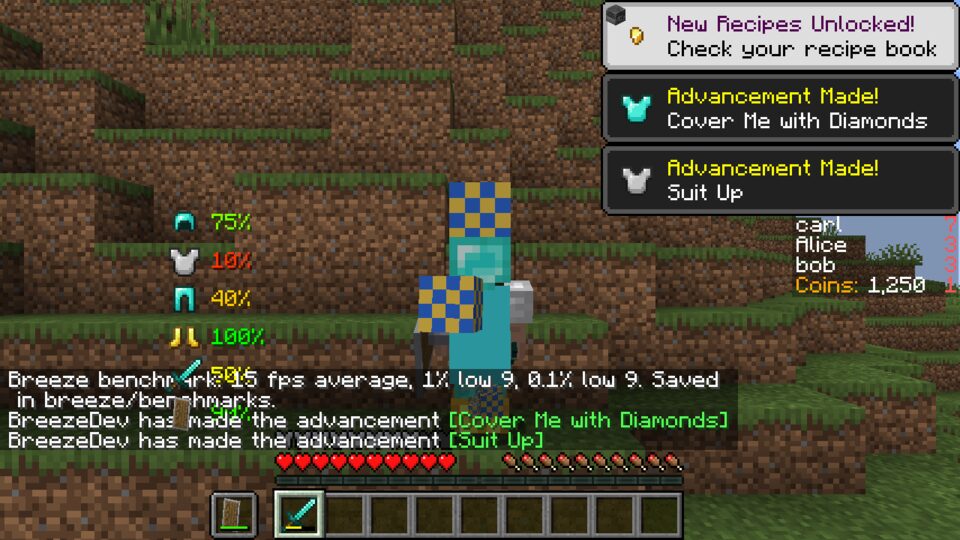 New Recipes Unlocked!
Check your recipe book
Advancement Made!
Cover Me with Diamonds
Advancement Made!
Suit Up
carl
Alice 3
bob
Coins: 1,250 1
75%
10%
40%
100%
50%
Breeze benchmark: 15 fps average, 1% low 9, 0.1% low 9. Saved
in breeze/benchmarks.
BreezeDev has made the advancement [Cover Me with Diamonds]
BreezeDev has made the advancement [Suit Up]